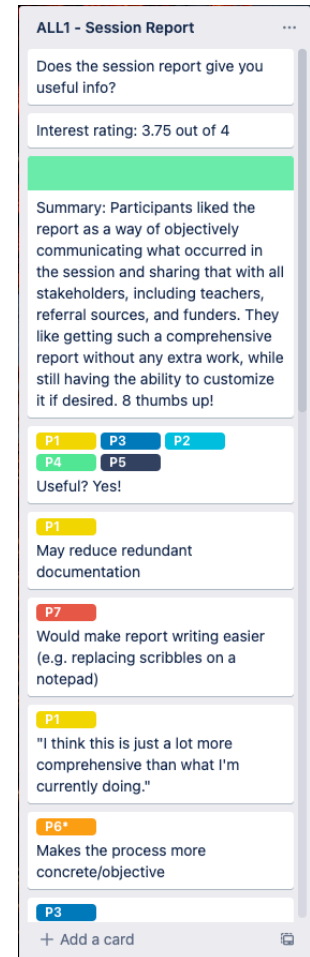 ALL1 - Session Report
Does the session report give you
useful info?
Interest rating: 3.75 out of 4
Summary: Participants liked the
report as a way of objectively
communicating what occurred in
the session and sharing that with all
stakeholders, including teachers,
referral sources, and funders. They
like getting such a comprehensive
report without any extra work, while
still having the ability to customize
it if desired. 8 thumbs up!
P1 P3 P2
P4 P5
Useful? Yes!
P1
May reduce redundant
documentation
P7
Would make report writing easier
(e.g. replacing scribbles on a
notepad)
P1
"I think this is just a lot more
comprehensive than what I'm
currently doing."
P6*
Makes the process more
concrete/objective
P3
+ Add a card